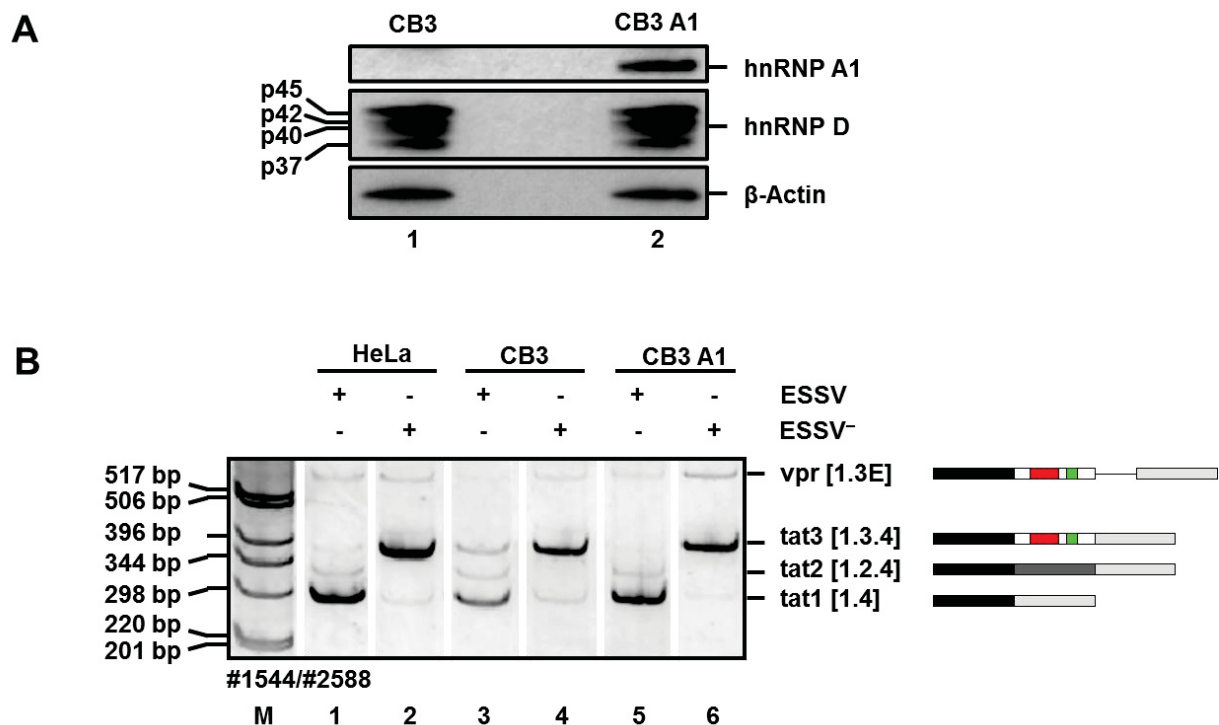 A
CB3 CB3 A1
hnRNP A1
p45
p42
p40
p37
hnRNP D
β-Actin
1 2
B
HeLa CB3 CB3 A1
+ - + - + - ESSV
- + - + - + ESSV⁻
517 bp
506 bp
396 bp
344 bp
298 bp
220 bp
201 bp
vpr [1.3E]
tat3 [1.3.4]
tat2 [1.2.4]
tat1 [1.4]
#1544/#2588
M 1 2 3 4 5 6